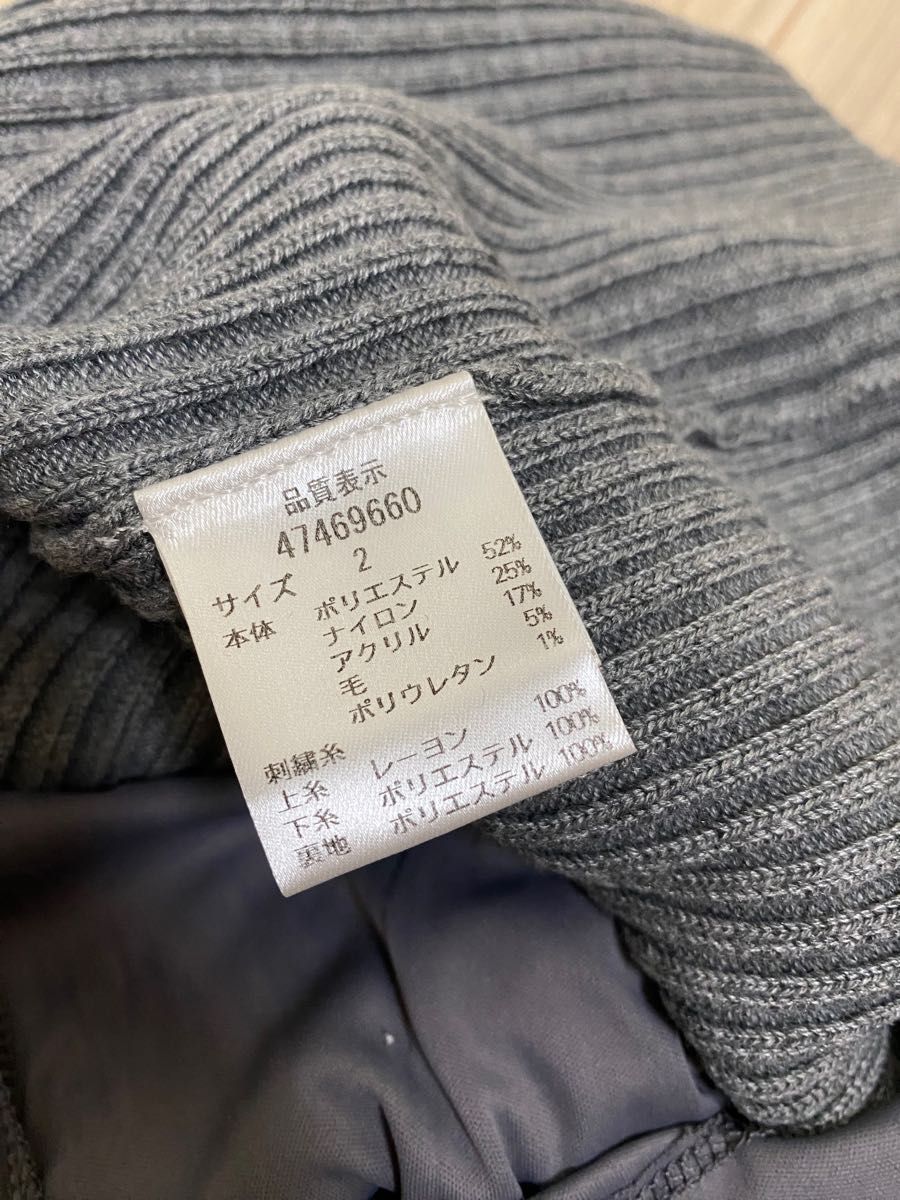 品質表示
47469660
サイズ 2
本体 ポリエステル 52%
ナイロン 25%
アクリル 17%
毛 5%
ポリウレタン 1%
刺繍糸
上糸 レーヨン 100%
下糸 ポリエステル 100%
裏地 ポリエステル 100%